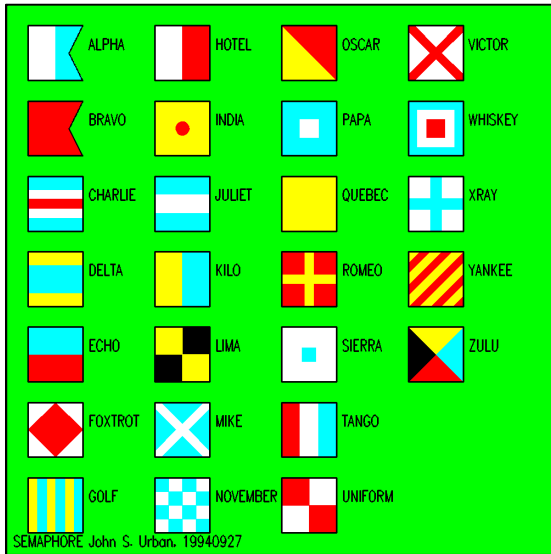 ALPHA
BRAVO
CHARLIE
DELTA
ECHO
FOXTROT
GOLF
HOTEL
INDIA
JULIET
KILO
LIMA
MIKE
NOVEMBER
OSCAR
PAPA
QUEBEC
ROMEO
SIERRA
TANGO
UNIFORM
VICTOR
WHISKEY
XRAY
YANKEE
ZULU
SEMAPHORE John S. Urban, 19940927